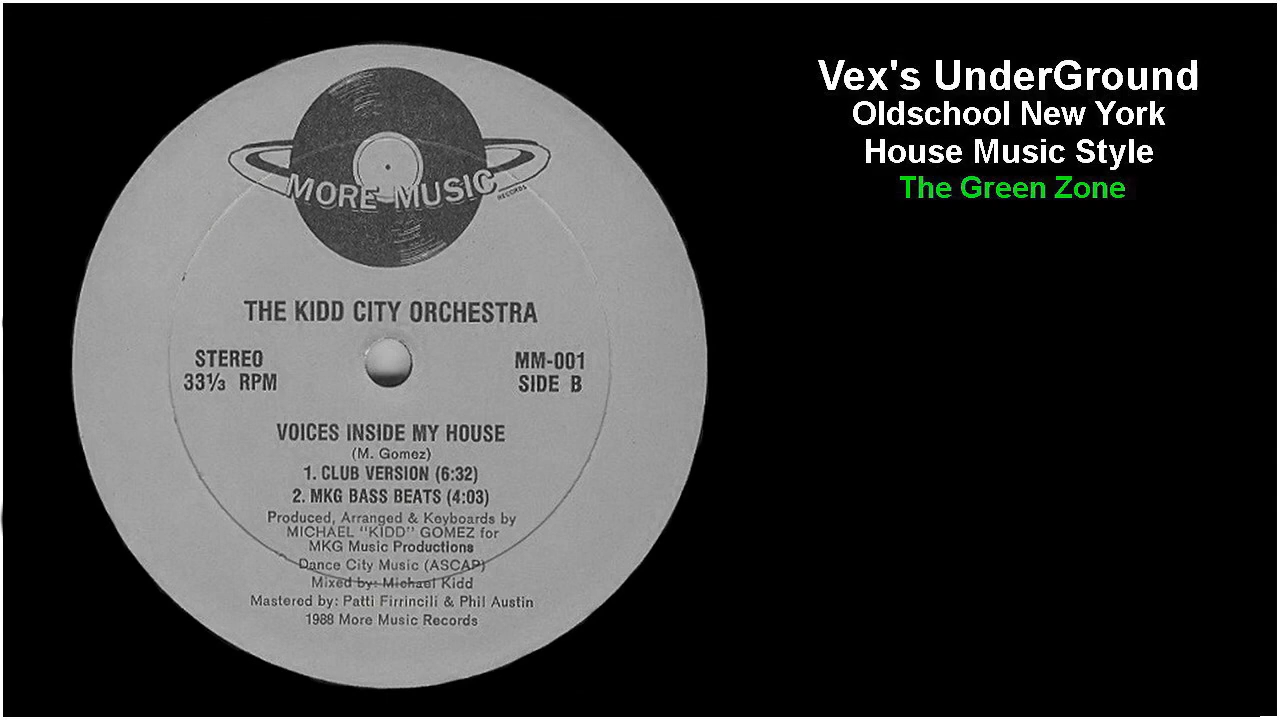 MORE MUSIC
RECORDS
THE KIDD CITY ORCHESTRA
STEREO
33⅓ RPM
MM-001
SIDE B
VOICES INSIDE MY HOUSE
(M. Gomez)
1. CLUB VERSION (6:32)
2. MKG BASS BEATS (4:03)
Produced, Arranged & Keyboards by
MICHAEL "KIDD" GOMEZ for
MKG Music Productions
Dance City Music (ASCAP)
Mixed by: Michael Kidd
Mastered by: Patti Firrincili & Phil Austin
1988 More Music Records
Vex's UnderGround
Oldschool New York
House Music Style
The Green Zone